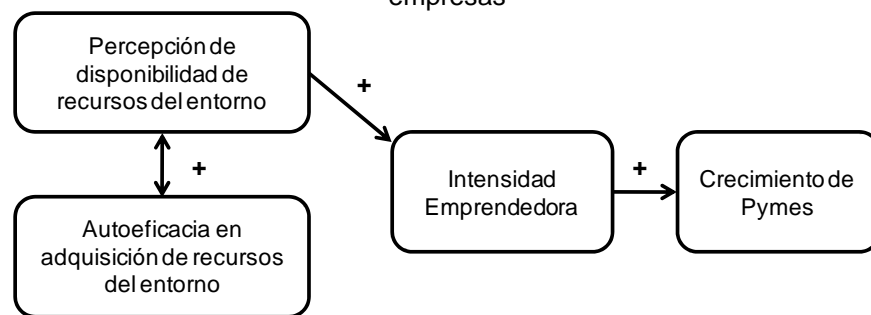 empresas
Percepción de
disponibilidad de
recursos del entorno
+
+
Autoeficacia en
adquisición de recursos
del entorno
Intensidad
Emprendedora
+
Crecimiento de
Pymes